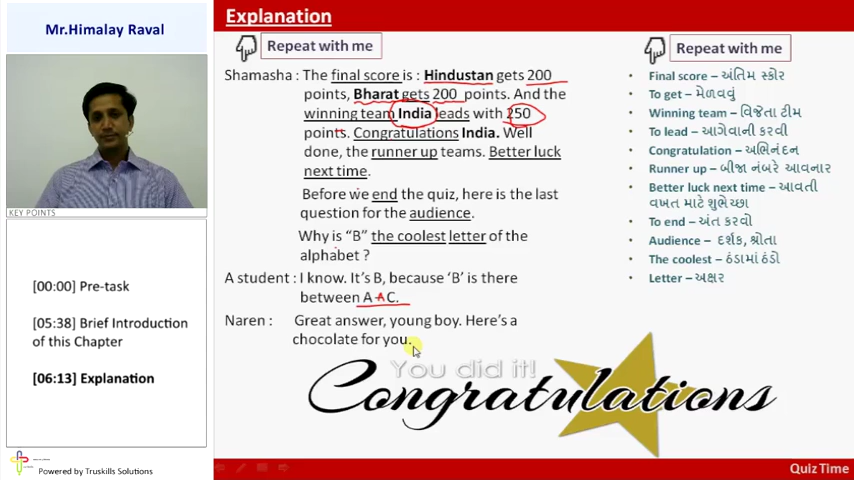 Mr.Himalay Raval
Explanation
Repeat with me
Repeat with me
Shamasha : The final score is : Hindustan gets 200
points, Bharat gets 200 points. And the
winning team India leads with 250
points. Congratulations India. Well
done, the runner up teams. Better luck
next time.
Before we end the quiz, here is the last
question for the audience.
Why is “B” the coolest letter of the
alphabet ?
A student : I know. It’s B, because ‘B’ is there
between A C.
Naren : Great answer, young boy. Here’s a
chocolate for you.
You did it!
Congratulations
Final score – અંતિમ સ્કોર
To get – મેળવવું
Winning team – વિજેતા ટીમ
To lead – આગેવાની કરવી
Congratulation – અભિનંદન
Runner up – બીજા નંબરે આવનાર
Better luck next time – આવતી
વખત માટે શુભેચ્છા
To end – અંત કરવો
Audience – દર્શક, શ્રોતા
The coolest – ઠંડામાં ઠંડો
Letter – અક્ષર
KEY POINTS
[00:00] Pre-task
[05:38] Brief Introduction
of this Chapter
[06:13] Explanation
Powered by Truskills Solutions
Quiz Time